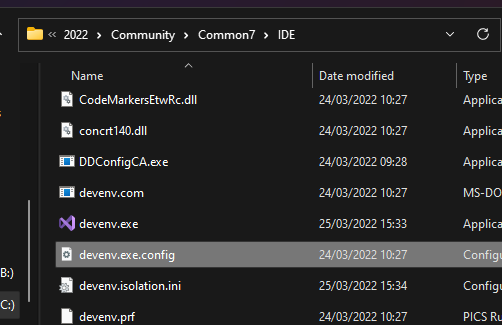 2022 > Community > Common7 > IDE
Name Date modified Type
CodeMarkersEtwRc.dll 24/03/2022 10:27 Applica
concrt140.dll 24/03/2022 10:27 Applica
DDConfigCA.exe 24/03/2022 09:28 Applica
devenv.com 24/03/2022 10:27 MS-DO
devenv.exe 25/03/2022 15:33 Applica
devenv.exe.config 24/03/2022 10:27 Configu
B:) devenv.isolation.ini 25/03/2022 15:34 Configu
C:) devenv.prf 24/03/2022 10:27 PICS Ru